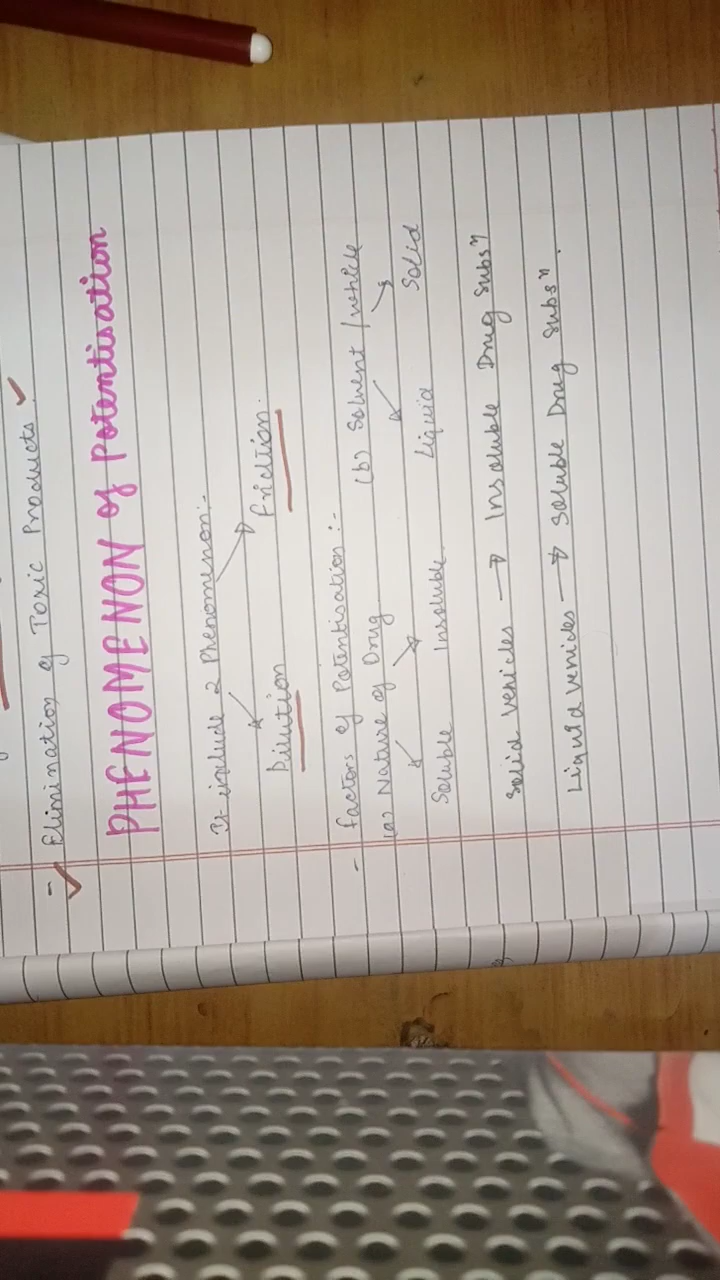 - Elimination of Toxic Products.
PHENOMENON of Potentisation
It include 2 Phenomenon:-
Dilution friction.
- factors of Potentisation :-
(a) Nature of Drug (b) Solvent / vehicle
Soluble Insoluble Liquid Solid
Solid vehicles → Insoluble Drug Subsⁿ
Liquid vehicles → Soluble Drug Subsⁿ.